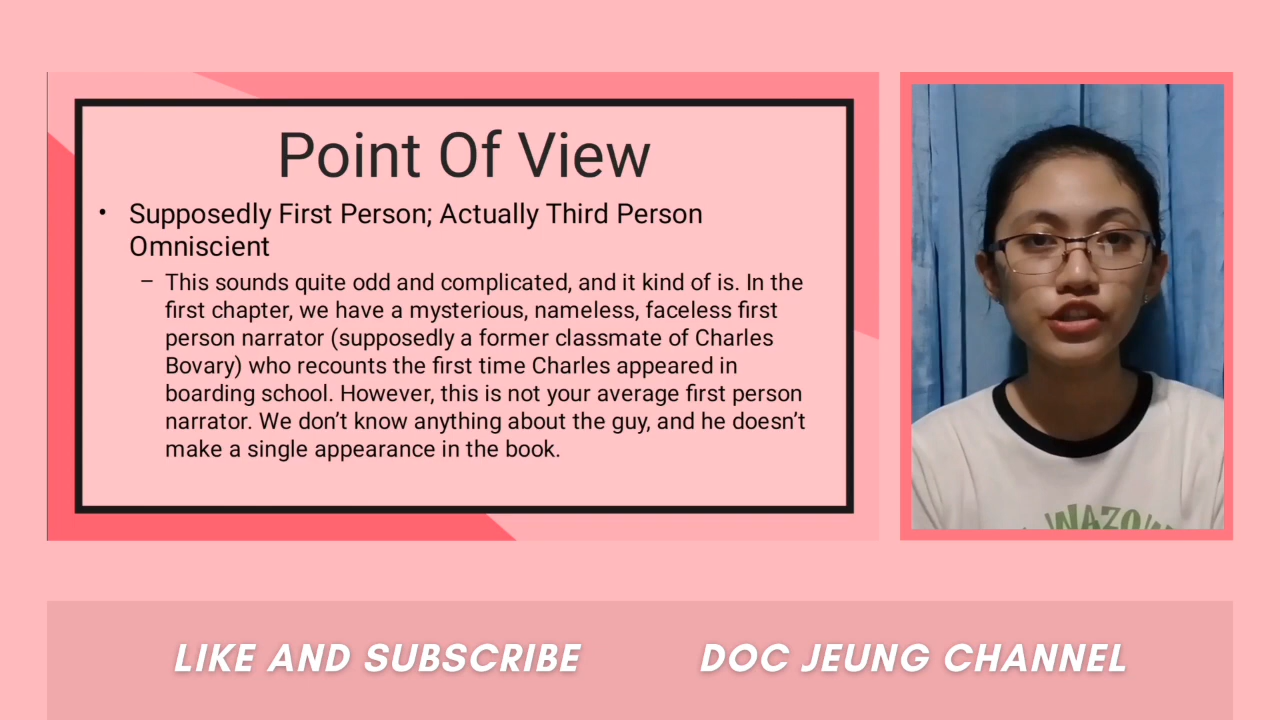 Point Of View
• Supposedly First Person; Actually Third Person
Omniscient
– This sounds quite odd and complicated, and it kind of is. In the
first chapter, we have a mysterious, nameless, faceless first
person narrator (supposedly a former classmate of Charles
Bovary) who recounts the first time Charles appeared in
boarding school. However, this is not your average first person
narrator. We don’t know anything about the guy, and he doesn’t
make a single appearance in the book.
LIKE AND SUBSCRIBE
DOC JEUNG CHANNEL